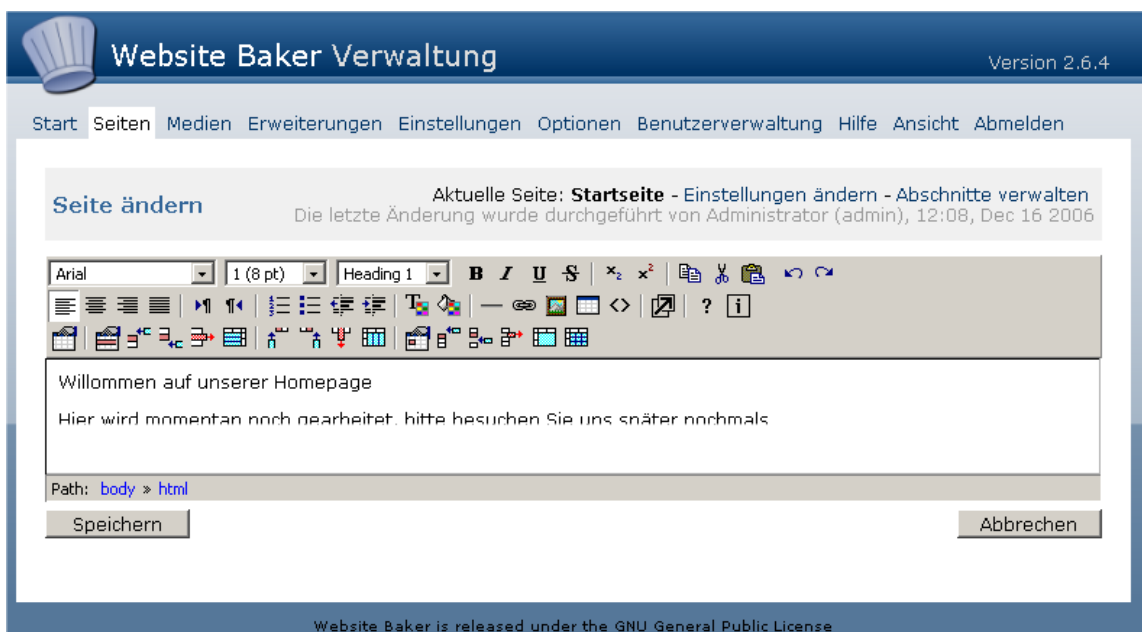 Website Baker Verwaltung
Version 2.6.4
Start Seiten Medien Erweiterungen Einstellungen Optionen Benutzerverwaltung Hilfe Ansicht Abmelden
Seite ändern
Aktuelle Seite: Startseite - Einstellungen ändern - Abschnitte verwalten
Die letzte Änderung wurde durchgeführt von Administrator (admin), 12:08, Dec 16 2006
Arial 1 (8 pt) Heading 1 B I U S x₂ x²
? i
Willommen auf unserer Homepage
Hier wird momentan noch gearbeitet, bitte besuchen Sie uns später nochmals
Path: body » html
Speichern Abbrechen
Website Baker is released under the GNU General Public License